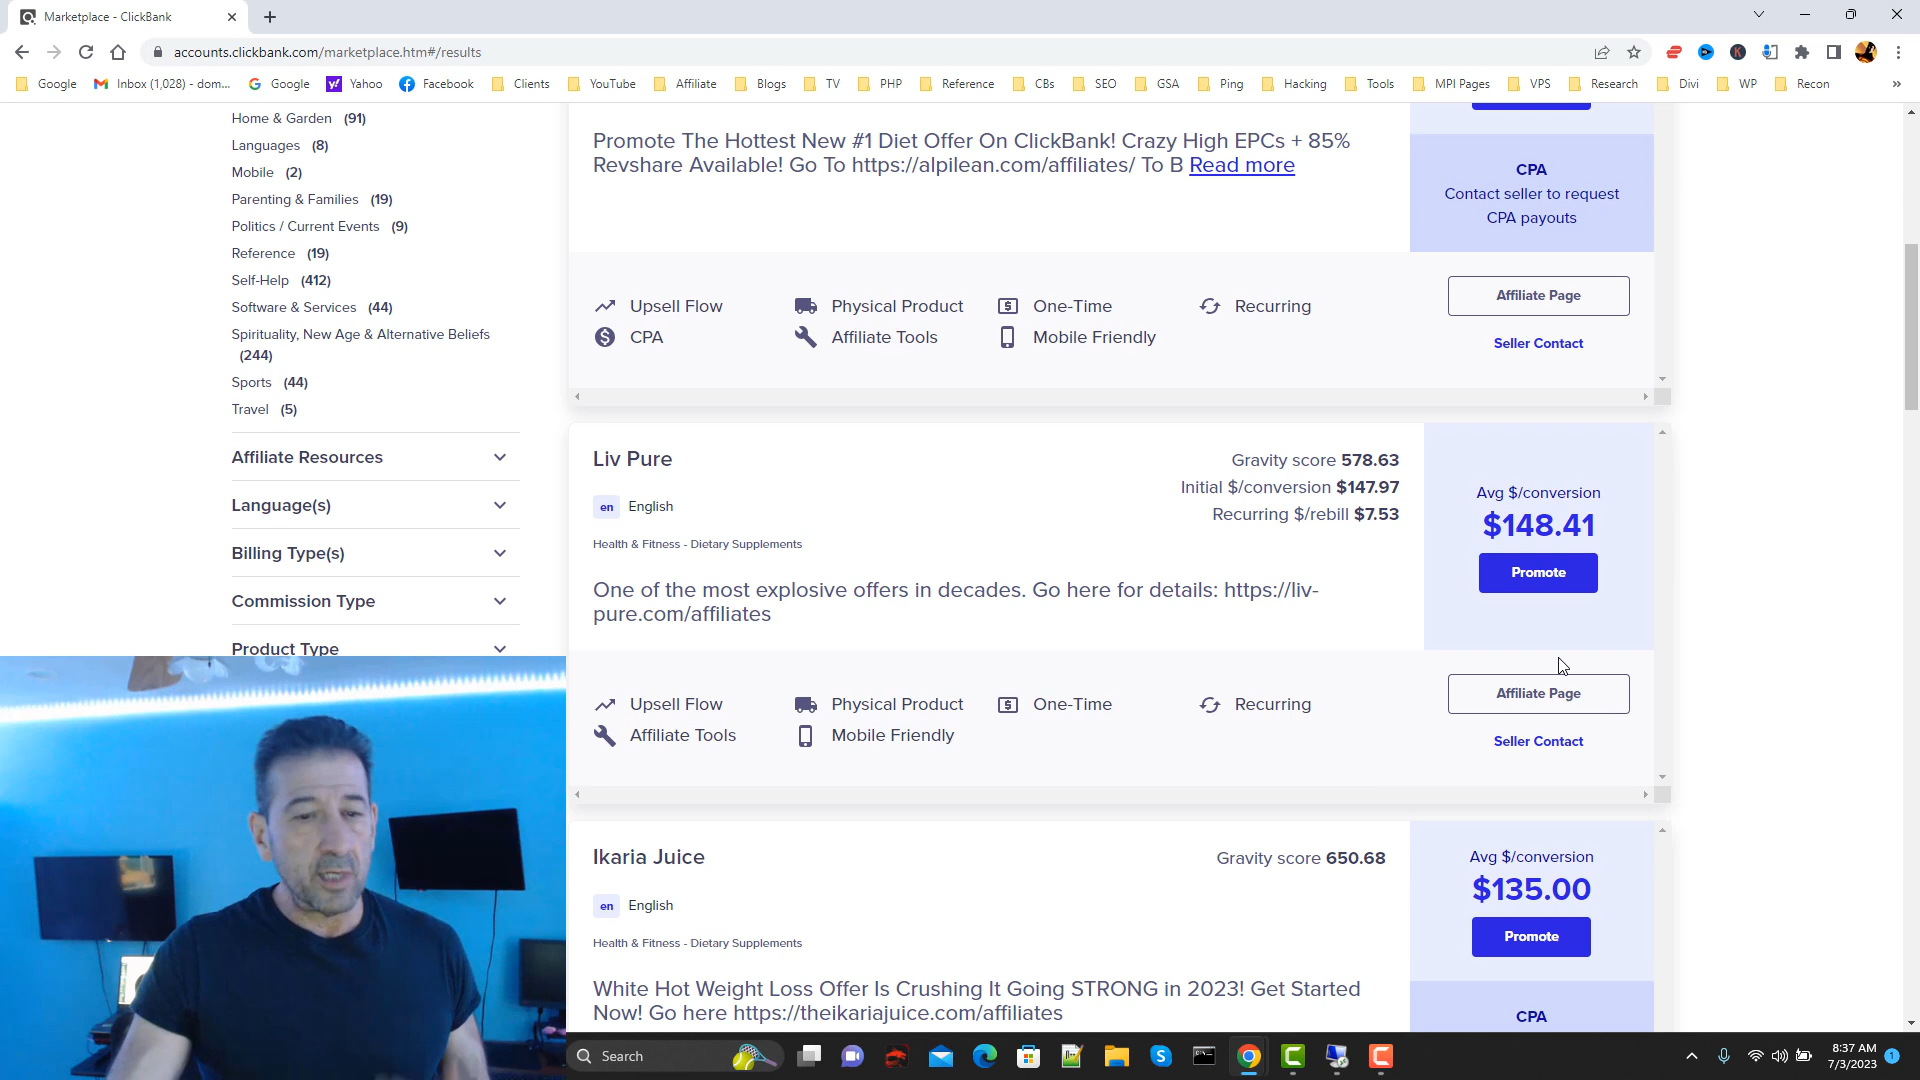 Marketplace - ClickBank
accounts.clickbank.com/marketplace.htm#/results
Google
Inbox (1,028) - dom...
Google
Yahoo
Facebook
Clients
YouTube
Affiliate
Blogs
TV
PHP
Reference
CBs
SEO
GSA
Ping
Hacking
Tools
MPI Pages
VPS
Research
Divi
WP
Recon
»
Home & Garden (91)
Languages (8)
Mobile (2)
Parenting & Families (19)
Politics / Current Events (9)
Reference (19)
Self-Help (412)
Software & Services (44)
Spirituality, New Age & Alternative Beliefs
(244)
Sports (44)
Travel (5)
Affiliate Resources
Language(s)
Billing Type(s)
Commission Type
Product Type
Promote The Hottest New #1 Diet Offer On ClickBank! Crazy High EPCs + 85%
Revshare Available! Go To https://alpilean.com/affiliates/ To B Read more
CPA
Contact seller to request
CPA payouts
Upsell Flow
Physical Product
One-Time
Recurring
CPA
Affiliate Tools
Mobile Friendly
Affiliate Page
Seller Contact
Liv Pure
Gravity score 578.63
Initial $/conversion $147.97
Recurring $/rebill $7.53
en English
Health & Fitness - Dietary Supplements
One of the most explosive offers in decades. Go here for details: https://liv-
pure.com/affiliates
Avg $/conversion
$148.41
Promote
Upsell Flow
Physical Product
One-Time
Recurring
Affiliate Tools
Mobile Friendly
Affiliate Page
Seller Contact
Ikaria Juice
Gravity score 650.68
en English
Health & Fitness - Dietary Supplements
White Hot Weight Loss Offer Is Crushing It Going STRONG in 2023! Get Started
Now! Go here https://theikariajuice.com/affiliates
Avg $/conversion
$135.00
Promote
CPA
Search
8:37 AM
7/3/2023
1